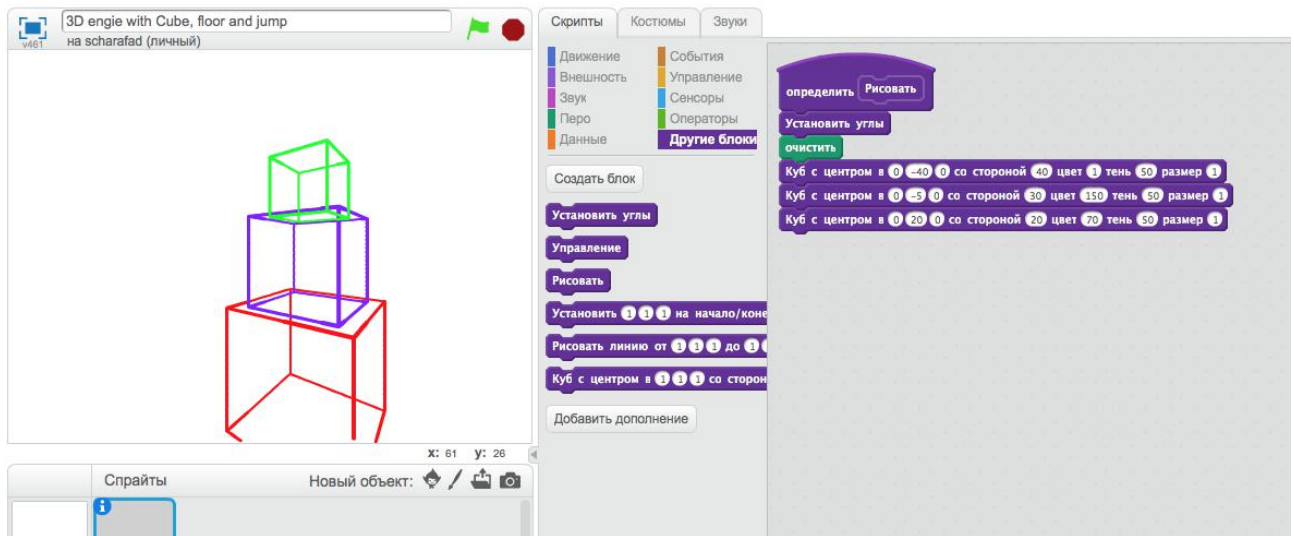 3D engie with Cube, floor and jump
на scharafad (личный)
v461
Скрипты
Костюмы
Звуки
Движение
Внешность
Звук
Перо
Данные
События
Управление
Сенсоры
Операторы
Другие блоки
Создать блок
Установить углы
Управление
Рисовать
Установить 1 1 1 на начало/коне
Рисовать линию от 1 1 1 до 1
Куб с центром в 1 1 1 со сторон
Добавить дополнение
определить Рисовать
Установить углы
очистить
Куб с центром в 0 -40 0 со стороной 40 цвет 1 тень 50 размер 1
Куб с центром в 0 -5 0 со стороной 30 цвет 150 тень 50 размер 1
Куб с центром в 0 20 0 со стороной 20 цвет 70 тень 50 размер 1
x: 61 y: 26
Спрайты
Новый объект: